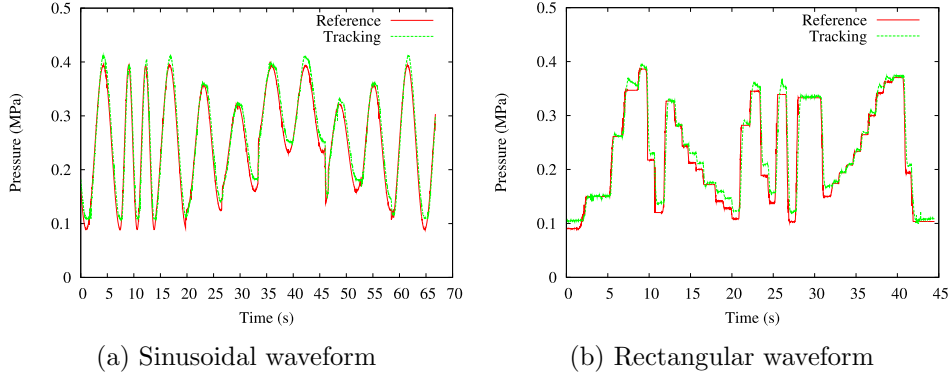 0.5
0.4
0.3
0.2
0.1
0
Pressure (MPa)
Reference
Tracking
0 5 10 15 20 25 30 35 40 45 50 55 60 65 70
Time (s)
(a) Sinusoidal waveform
0.5
0.4
0.3
0.2
0.1
0
Pressure (MPa)
Reference
Tracking
0 5 10 15 20 25 30 35 40 45
Time (s)
(b) Rectangular waveform